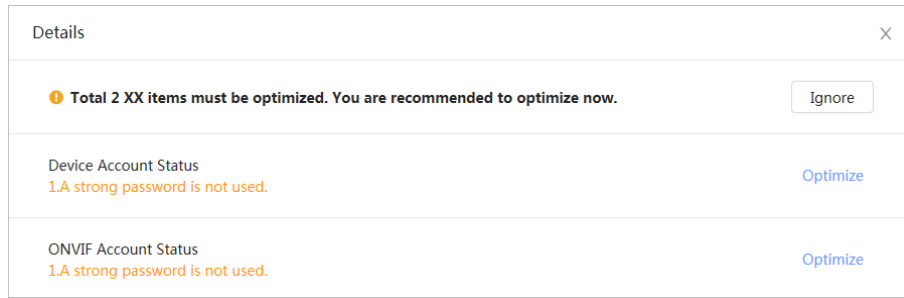 Details
Total 2 XX items must be optimized. You are recommended to optimize now.
Ignore
Device Account Status
1.A strong password is not used.
Optimize
ONVIF Account Status
1.A strong password is not used.
Optimize